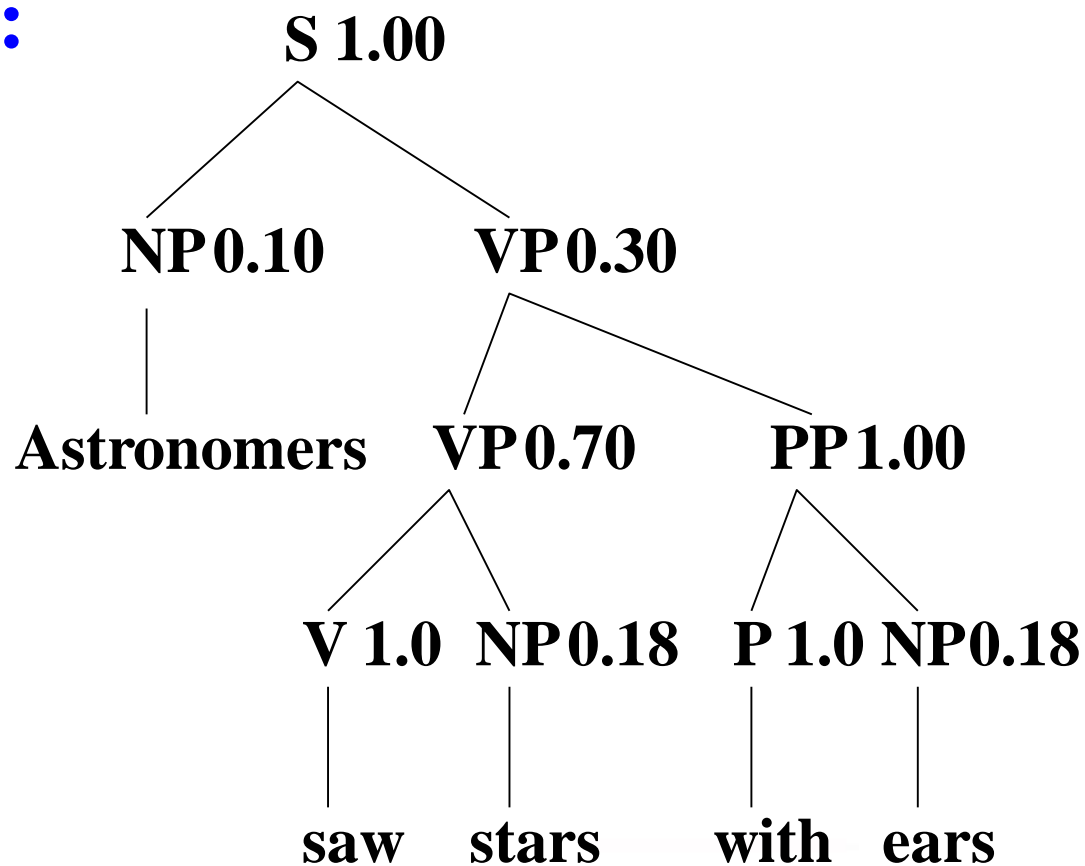 :
S 1.00
NP 0.10 VP 0.30
Astronomers VP 0.70 PP 1.00
V 1.0 NP 0.18 P 1.0 NP 0.18
saw stars with ears